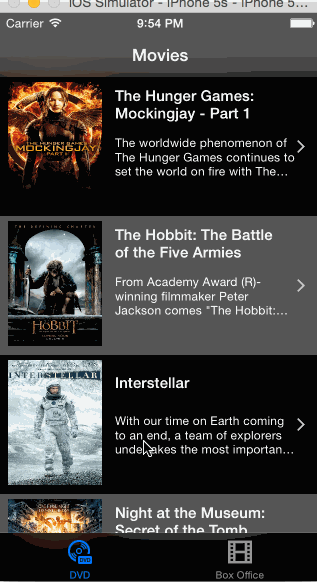 iOS Simulator - iPhone 5s - iPhone 5...
Carrier
9:54 PM
Movies
The Hunger Games:
Mockingjay - Part 1
The worldwide phenomenon of
The Hunger Games continues to
set the world on fire with The...
THE HUNGER GAMES
MOCKINGJAY
PART 1
The Hobbit: The Battle
of the Five Armies
From Academy Award (R)-
winning filmmaker Peter
Jackson comes "The Hobbit:...
THE DEFINING CHAPTER
HOBBIT
Interstellar
With our time on Earth coming
to an end, a team of explorers
undertakes the most importan...
INTERSTELLAR
Night at the Museum:
Secret of the Tomb
DVD
DVD
Box Office